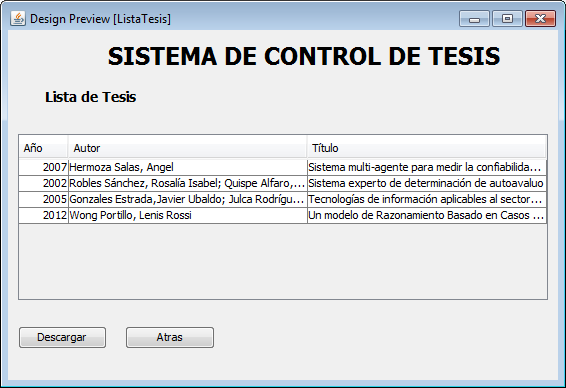 Design Preview [ListaTesis]
SISTEMA DE CONTROL DE TESIS
Lista de Tesis
Año Autor Título
2007 Hermoza Salas, Angel Sistema multi-agente para medir la confiabilida...
2002 Robles Sánchez, Rosalía Isabel; Quispe Alfaro,... Sistema experto de determinación de autoavaluo
2005 Gonzales Estrada,Javier Ubaldo; Julca Rodrígu... Tecnologías de información aplicables al sector...
2012 Wong Portillo, Lenis Rossi Un modelo de Razonamiento Basado en Casos ...
Descargar Atras